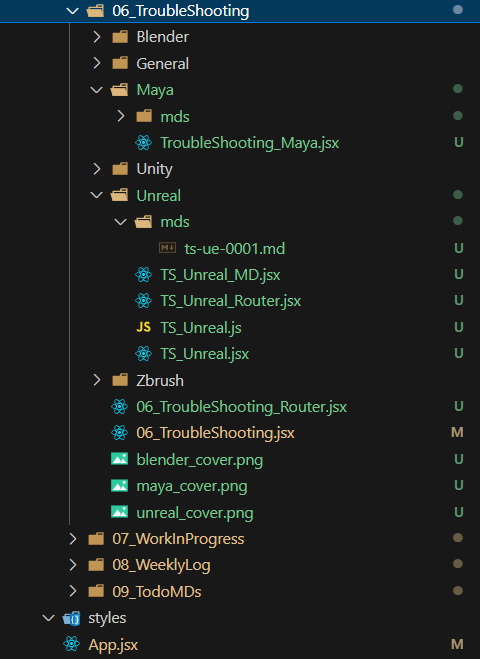 06_TroubleShooting
Blender
General
Maya
mds
TroubleShooting_Maya.jsx U
Unity
Unreal
mds
M↓ ts-ue-0001.md U
TS_Unreal_MD.jsx U
TS_Unreal_Router.jsx U
JS TS_Unreal.js U
TS_Unreal.jsx U
Zbrush
06_TroubleShooting_Router.jsx U
06_TroubleShooting.jsx M
blender_cover.png U
maya_cover.png U
unreal_cover.png U
07_WorkInProgress
08_WeeklyLog
09_TodoMDs
styles
App.jsx M